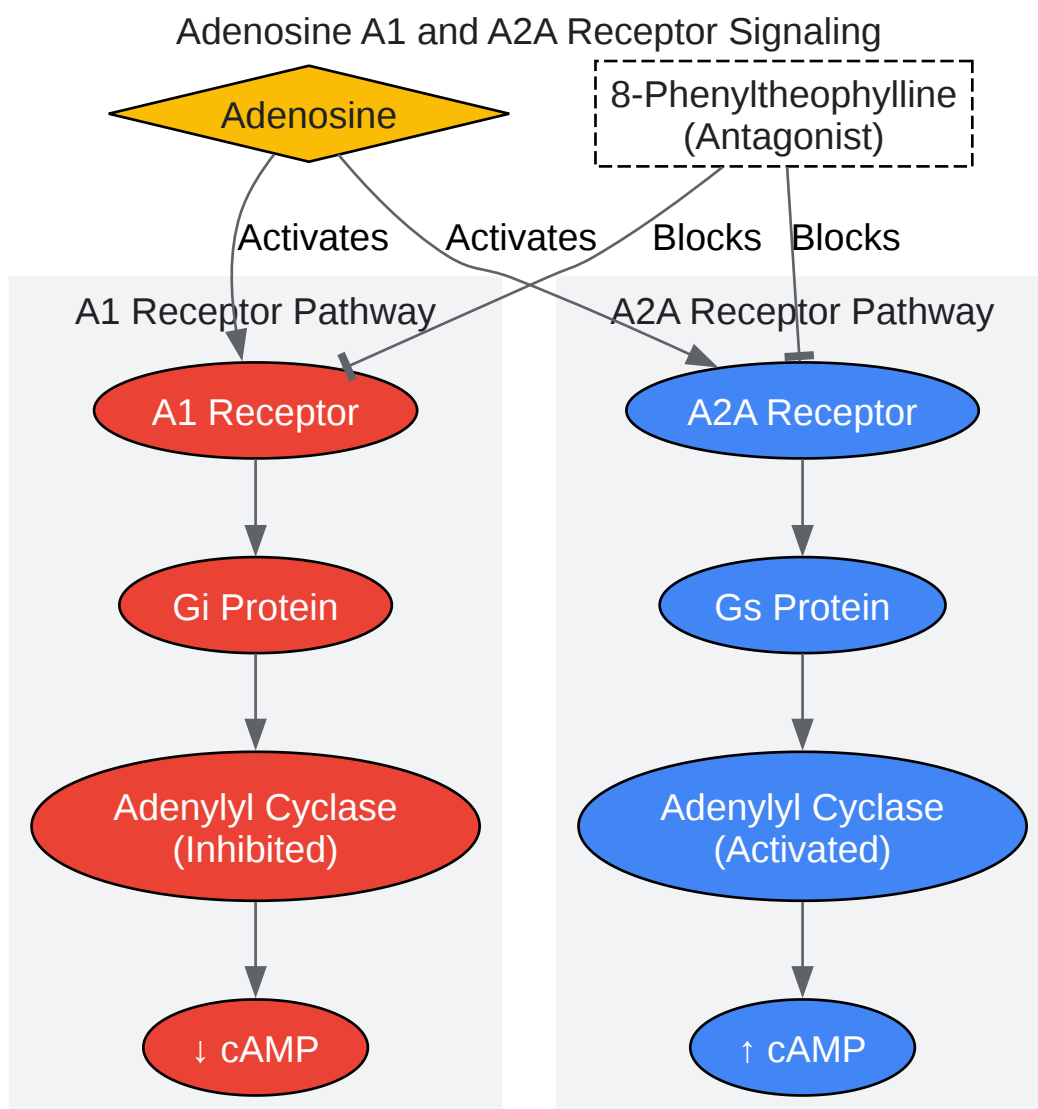 Adenosine A1 and A2A Receptor Signaling
Adenosine
8-Phenyltheophylline
(Antagonist)
Activates
Activates
Blocks
Blocks
A1 Receptor Pathway
A2A Receptor Pathway
A1 Receptor
A2A Receptor
Gi Protein
Gs Protein
Adenylyl Cyclase
(Inhibited)
Adenylyl Cyclase
(Activated)
↓ cAMP
↑ cAMP